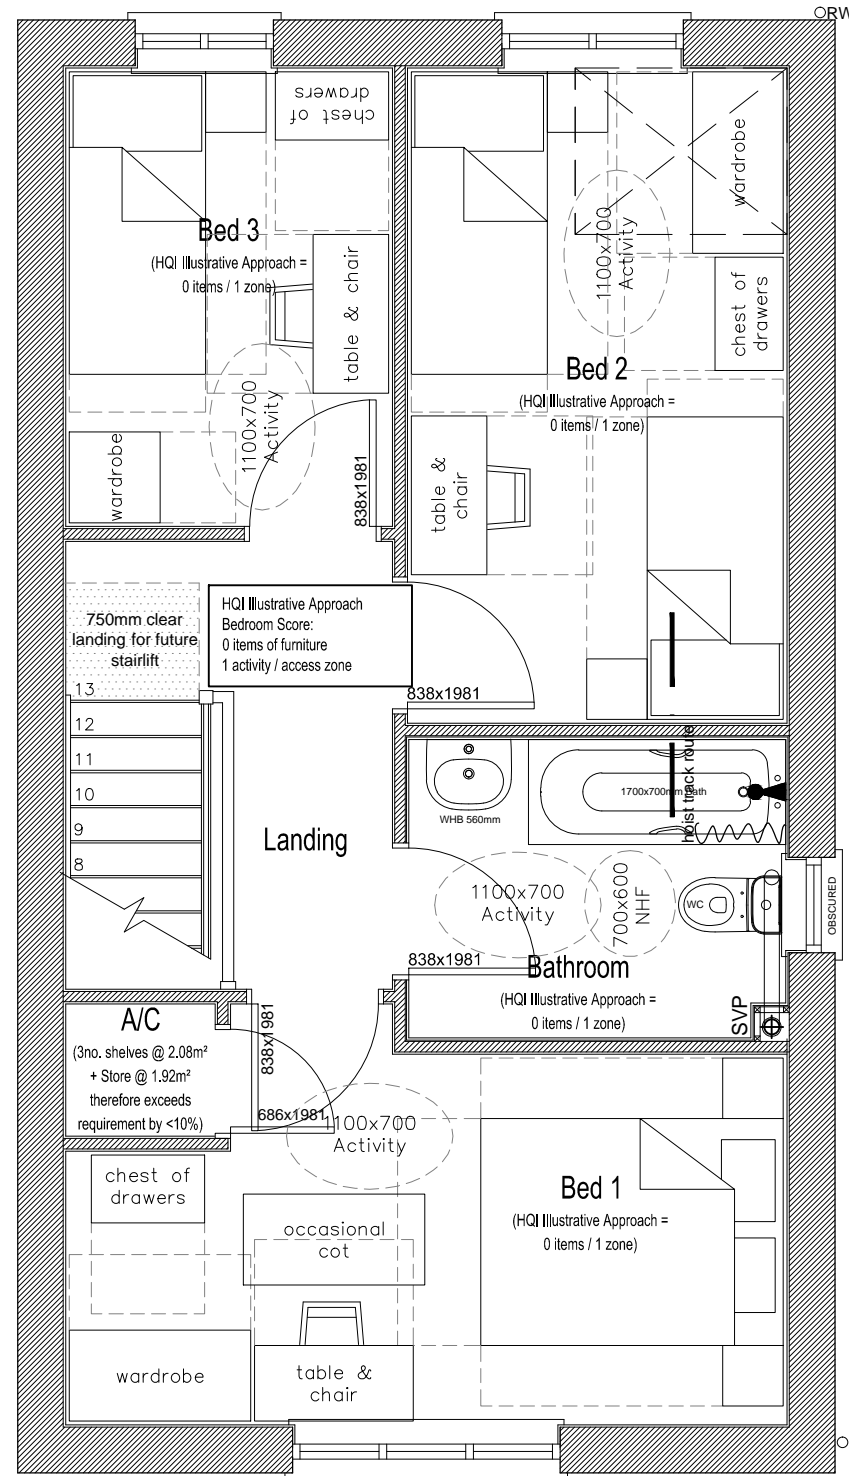 RW
chest of
drawers
Bed 3
(HQI Illustrative Approach =
0 items / 1 zone)
table & chair
1100x700
Activity
wardrobe
838x1981
wardrobe
1100x700
Activity
chest of
drawers
Bed 2
(HQI Illustrative Approach =
0 items / 1 zone)
table &
chair
750mm clear
landing for future
stairlift
HQI Illustrative Approach
Bedroom Score:
0 items of furniture
1 activity / access zone
838x1981
13
12
11
10
9
8
Landing
WHB 560mm
1700x700mm bath
hoist track route
1100x700
Activity
700x600
NHF
WC
OBSCURED
838x1981
Bathroom
(HQI Illustrative Approach =
0 items / 1 zone)
SVP
A/C
(3no. shelves @ 2.08m²
+ Store @ 1.92m²
therefore exceeds
requirement by <10%)
838x1981
686x1981
1100x700
Activity
chest of
drawers
occasional
cot
Bed 1
(HQI Illustrative Approach =
0 items / 1 zone)
wardrobe
table &
chair